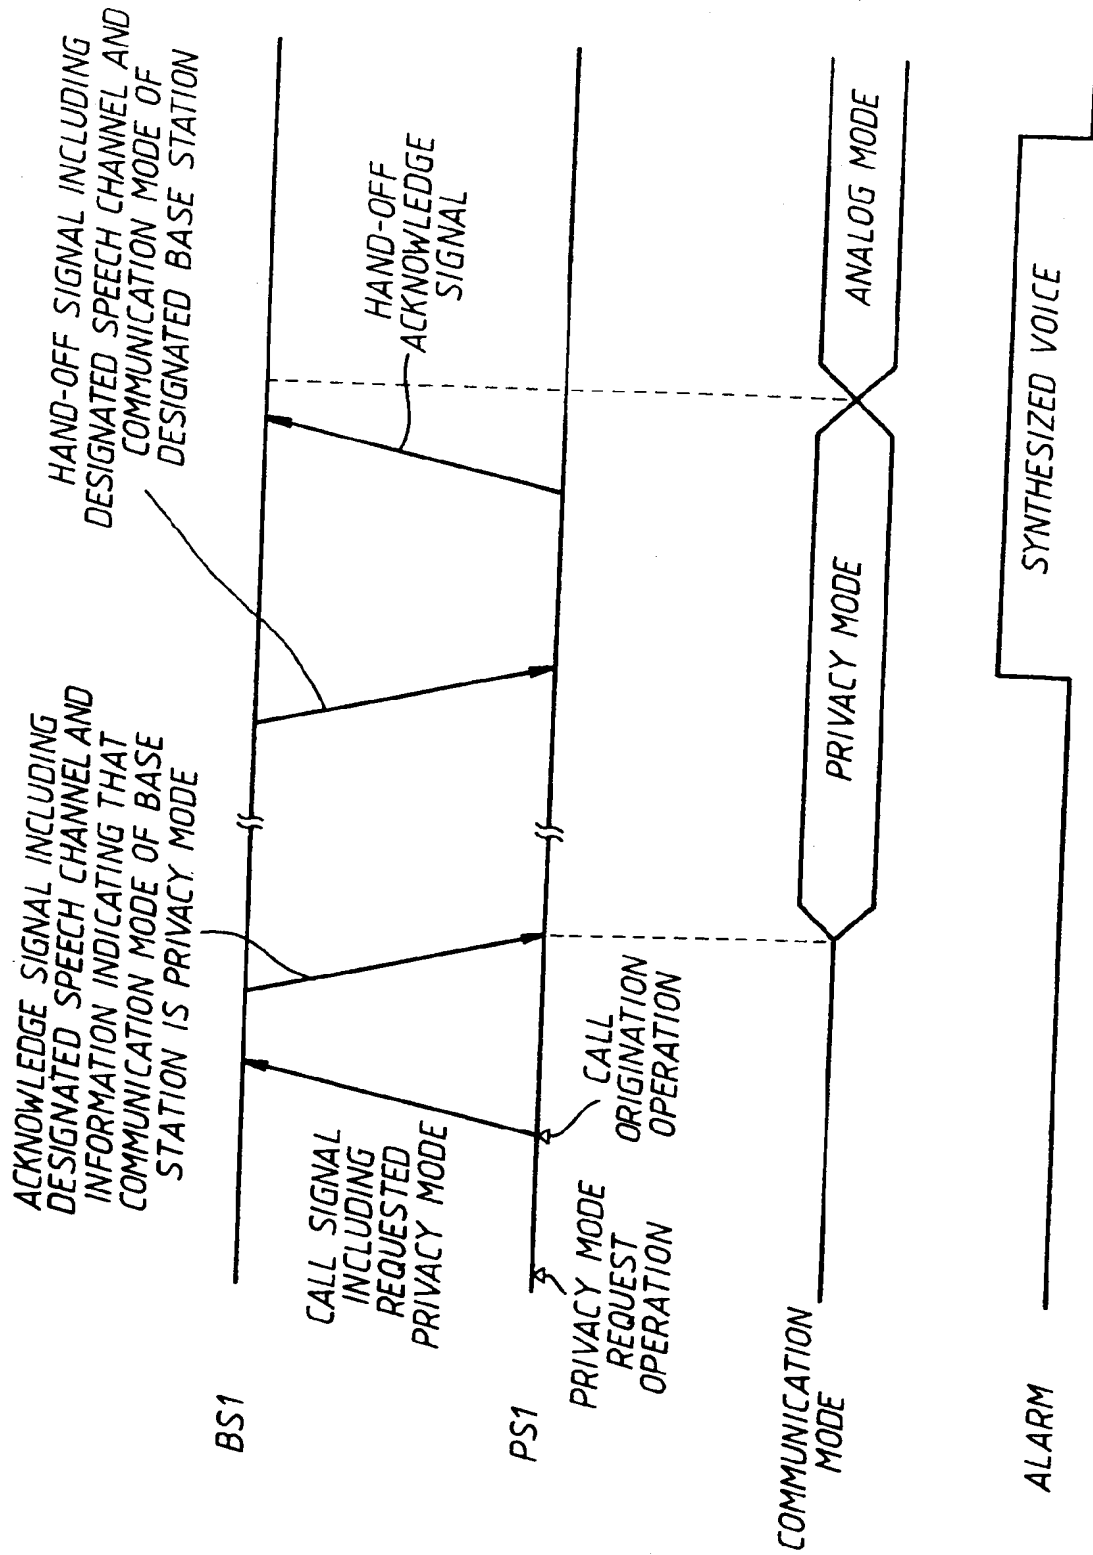 ACKNOWLEDGE SIGNAL INCLUDING
DESIGNATED SPEECH CHANNEL AND
INFORMATION INDICATING THAT
COMMUNICATION MODE OF BASE
STATION IS PRIVACY MODE
HAND-OFF SIGNAL INCLUDING
DESIGNATED SPEECH CHANNEL AND
COMMUNICATION MODE OF
DESIGNATED BASE STATION
BS1
CALL SIGNAL
INCLUDING
REQUESTED
PRIVACY MODE
HAND-OFF
ACKNOWLEDGE
SIGNAL
PS1
PRIVACY MODE
REQUEST
OPERATION
CALL
ORIGINATION
OPERATION
COMMUNICATION
MODE
PRIVACY MODE
ANALOG MODE
ALARM
SYNTHESIZED VOICE